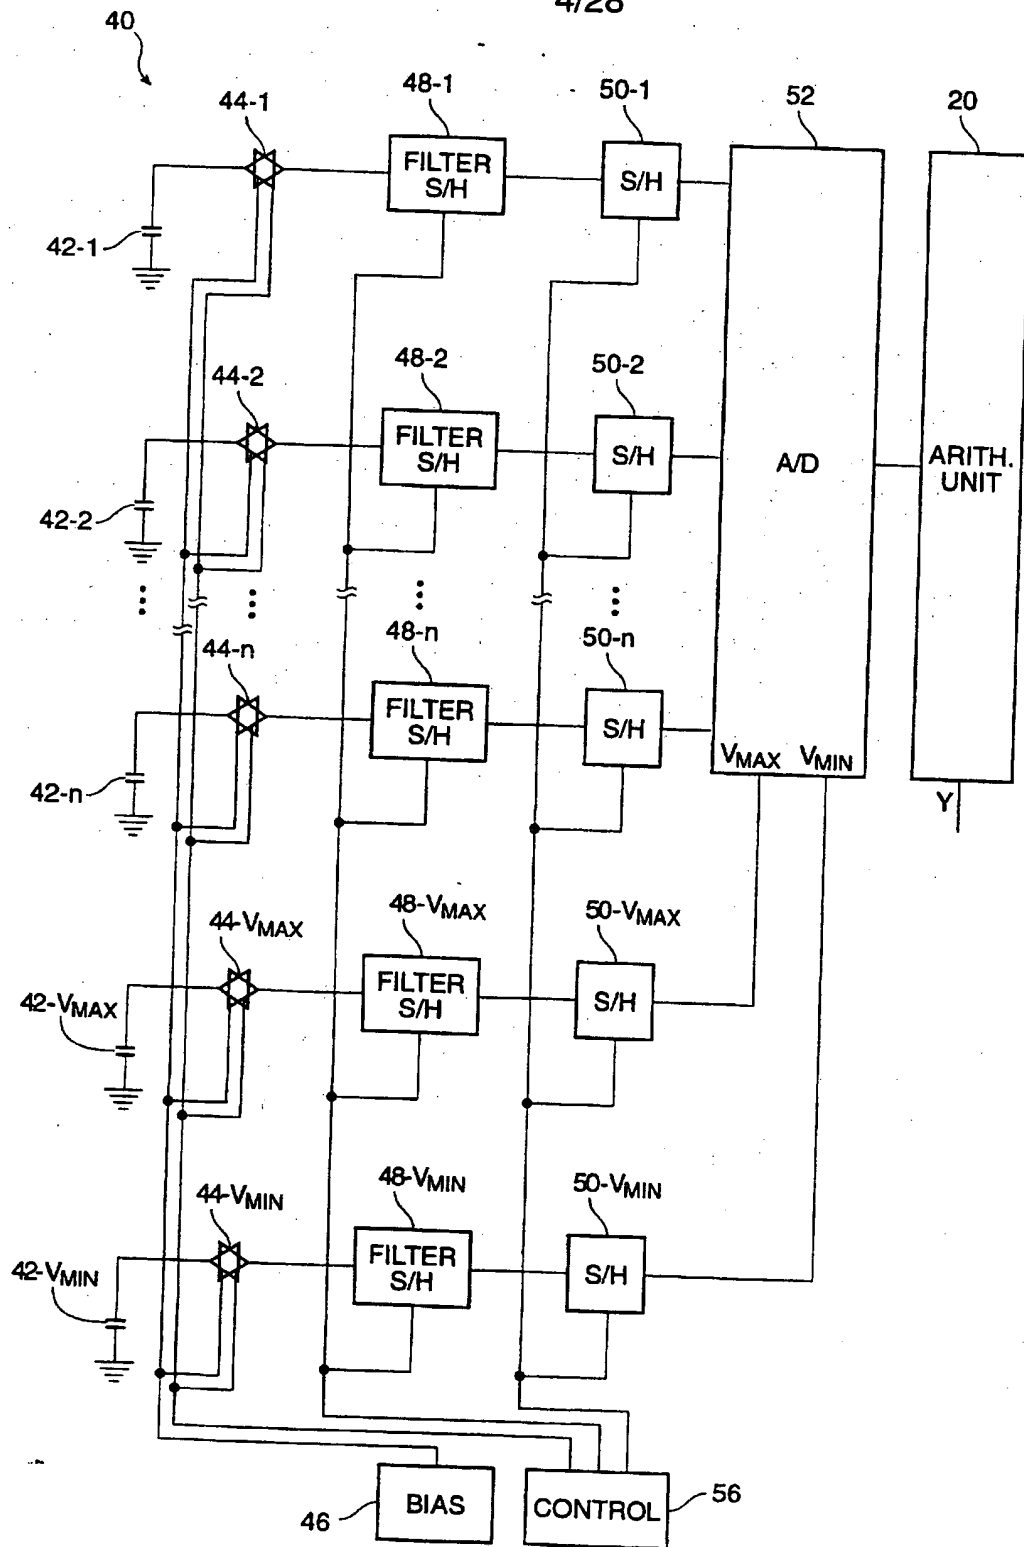 4/28
40
44-1
48-1
50-1
52
20
FILTER
S/H
S/H
42-1
44-2
48-2
50-2
FILTER
S/H
S/H
A/D
ARITH.
UNIT
42-2
44-n
48-n
50-n
FILTER
S/H
S/H
VMAX VMIN
42-n
Y
44-VMAX
48-VMAX
50-VMAX
FILTER
S/H
S/H
42-VMAX
44-VMIN
48-VMIN
50-VMIN
FILTER
S/H
S/H
42-VMIN
46
BIAS
CONTROL
56